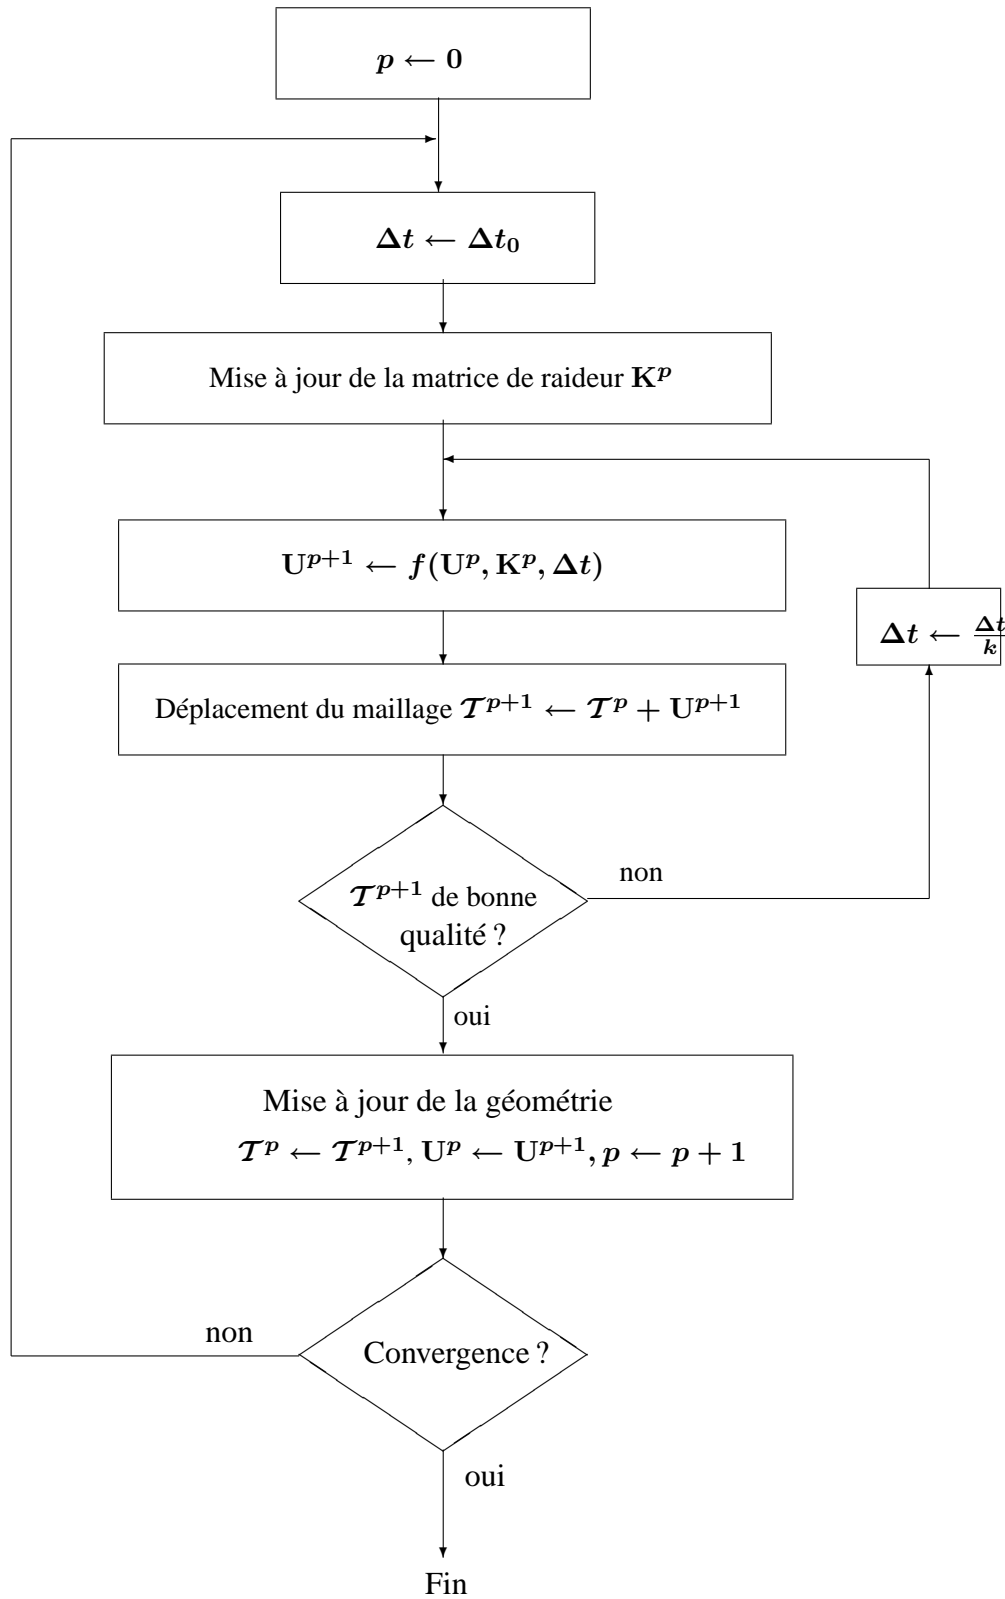 p ← 0
Δt ← Δt₀
Mise à jour de la matrice de raideur Kᵖ
Uᵖ⁺¹ ← f(Uᵖ, Kᵖ, Δt)
Δt ← Δt/k
Déplacement du maillage 𝒯ᵖ⁺¹ ← 𝒯ᵖ + Uᵖ⁺¹
non
𝒯ᵖ⁺¹ de bonne
qualité ?
oui
Mise à jour de la géométrie
𝒯ᵖ ← 𝒯ᵖ⁺¹, Uᵖ ← Uᵖ⁺¹, p ← p + 1
non
Convergence ?
oui
Fin